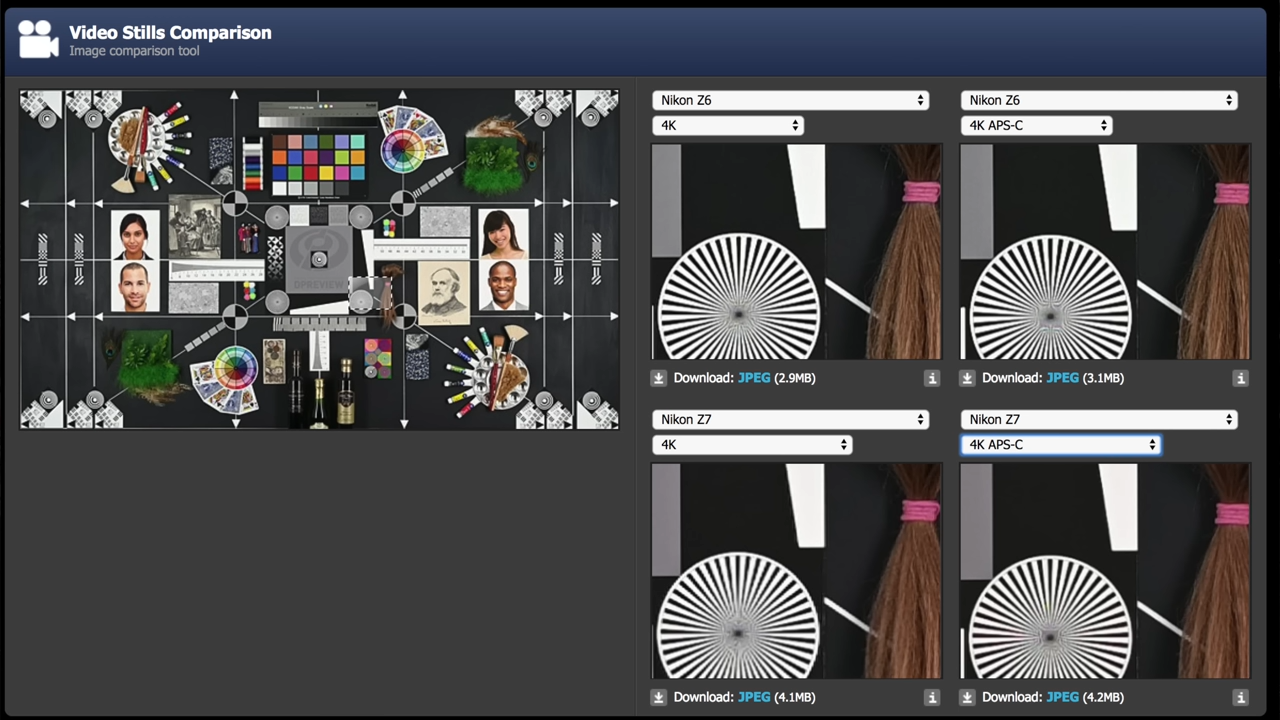 Video Stills Comparison
Image comparison tool
DPREVIEW
Nikon Z6
4K
Download: JPEG (2.9MB)
Nikon Z6
4K APS-C
Download: JPEG (3.1MB)
Nikon Z7
4K
Download: JPEG (4.1MB)
Nikon Z7
4K APS-C
Download: JPEG (4.2MB)